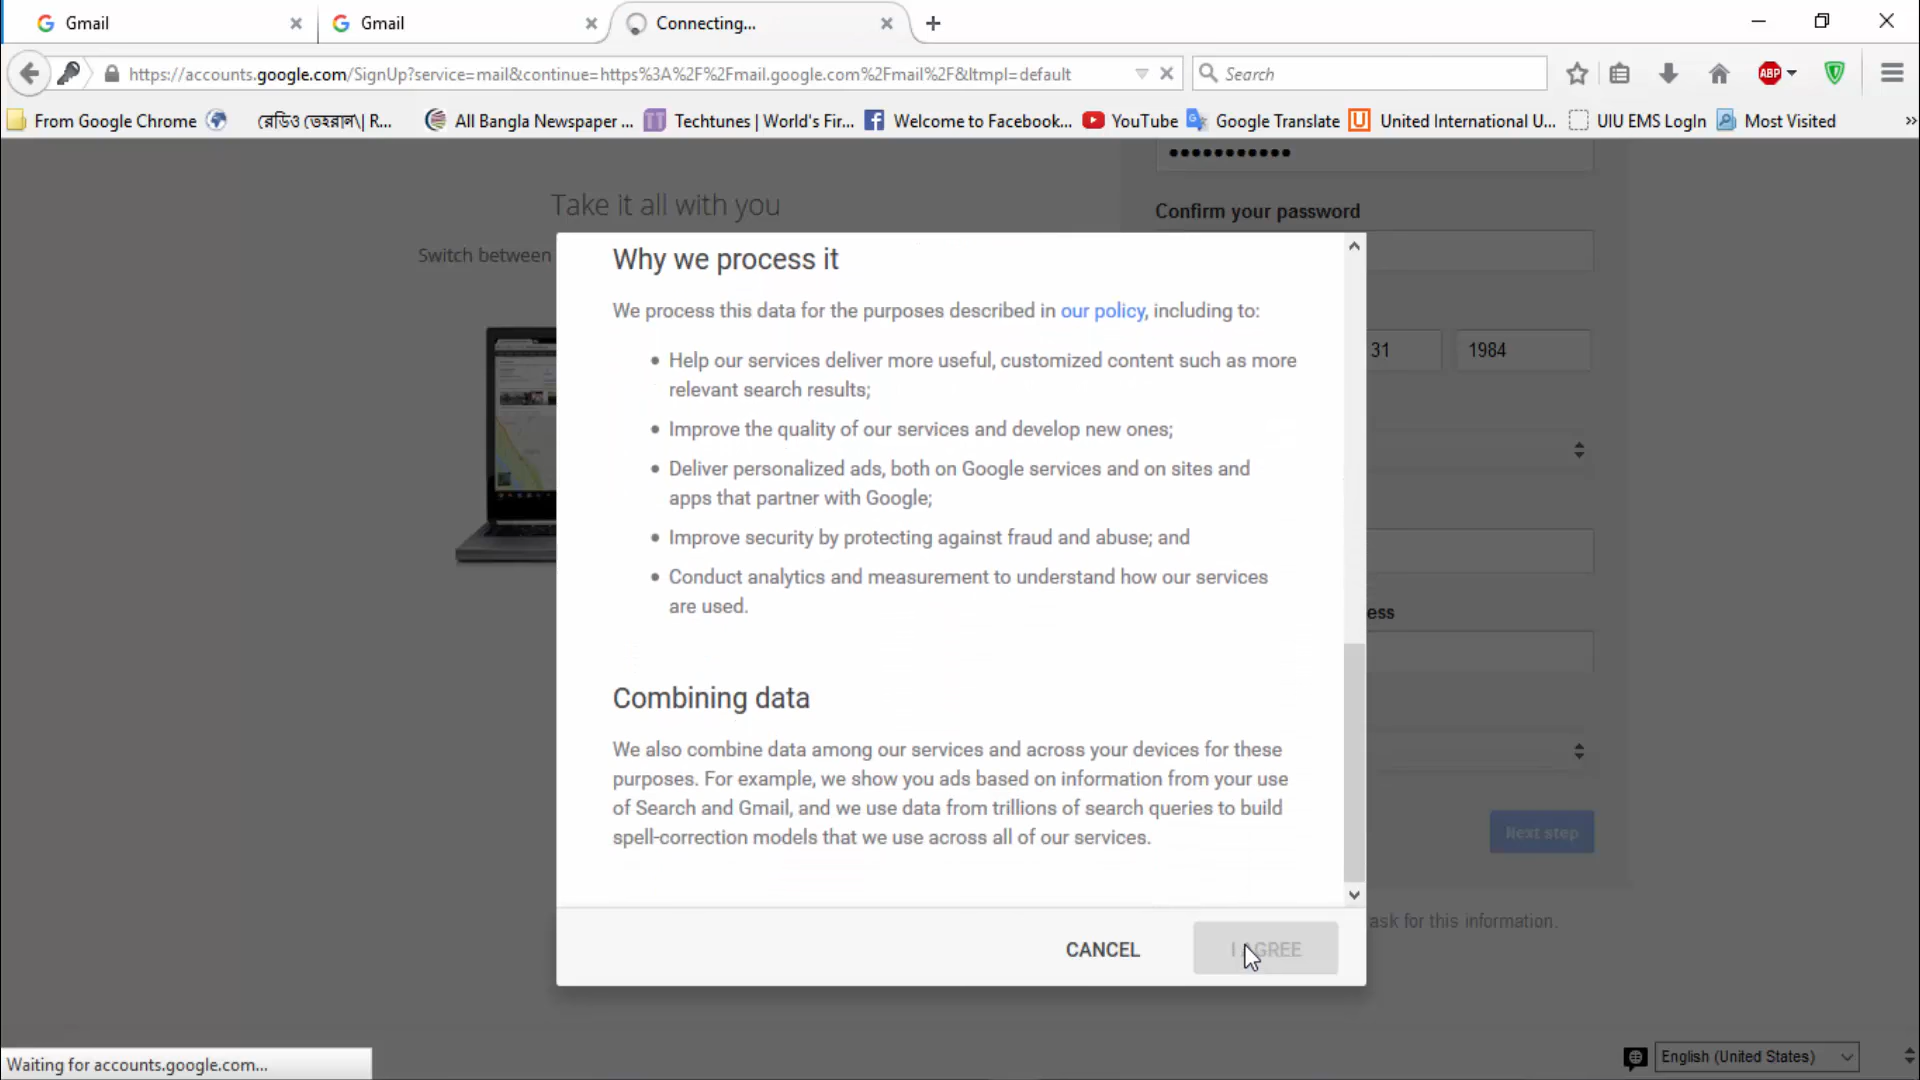 Gmail
Gmail
Connecting...
https://accounts.google.com/SignUp?service=mail&continue=https%3A%2F%2Fmail.google.com%2Fmail%2F&ltmpl=default
Search
ABP
From Google Chrome
রেডিও তেহরান\| R...
All Bangla Newspaper ...
Techtunes | World's Fir...
Welcome to Facebook...
YouTube
Google Translate
United International U...
UIU EMS LogIn
Most Visited
Take it all with you
Confirm your password
Switch between
31
1984
Why we process it
We process this data for the purposes described in our policy, including to:
• Help our services deliver more useful, customized content such as more
relevant search results;
• Improve the quality of our services and develop new ones;
• Deliver personalized ads, both on Google services and on sites and
apps that partner with Google;
• Improve security by protecting against fraud and abuse; and
• Conduct analytics and measurement to understand how our services
are used.
ess
Combining data
We also combine data among our services and across your devices for these
purposes. For example, we show you ads based on information from your use
of Search and Gmail, and we use data from trillions of search queries to build
spell-correction models that we use across all of our services.
Next step
ask for this information.
CANCEL
I AGREE
Waiting for accounts.google.com...
English (United States)